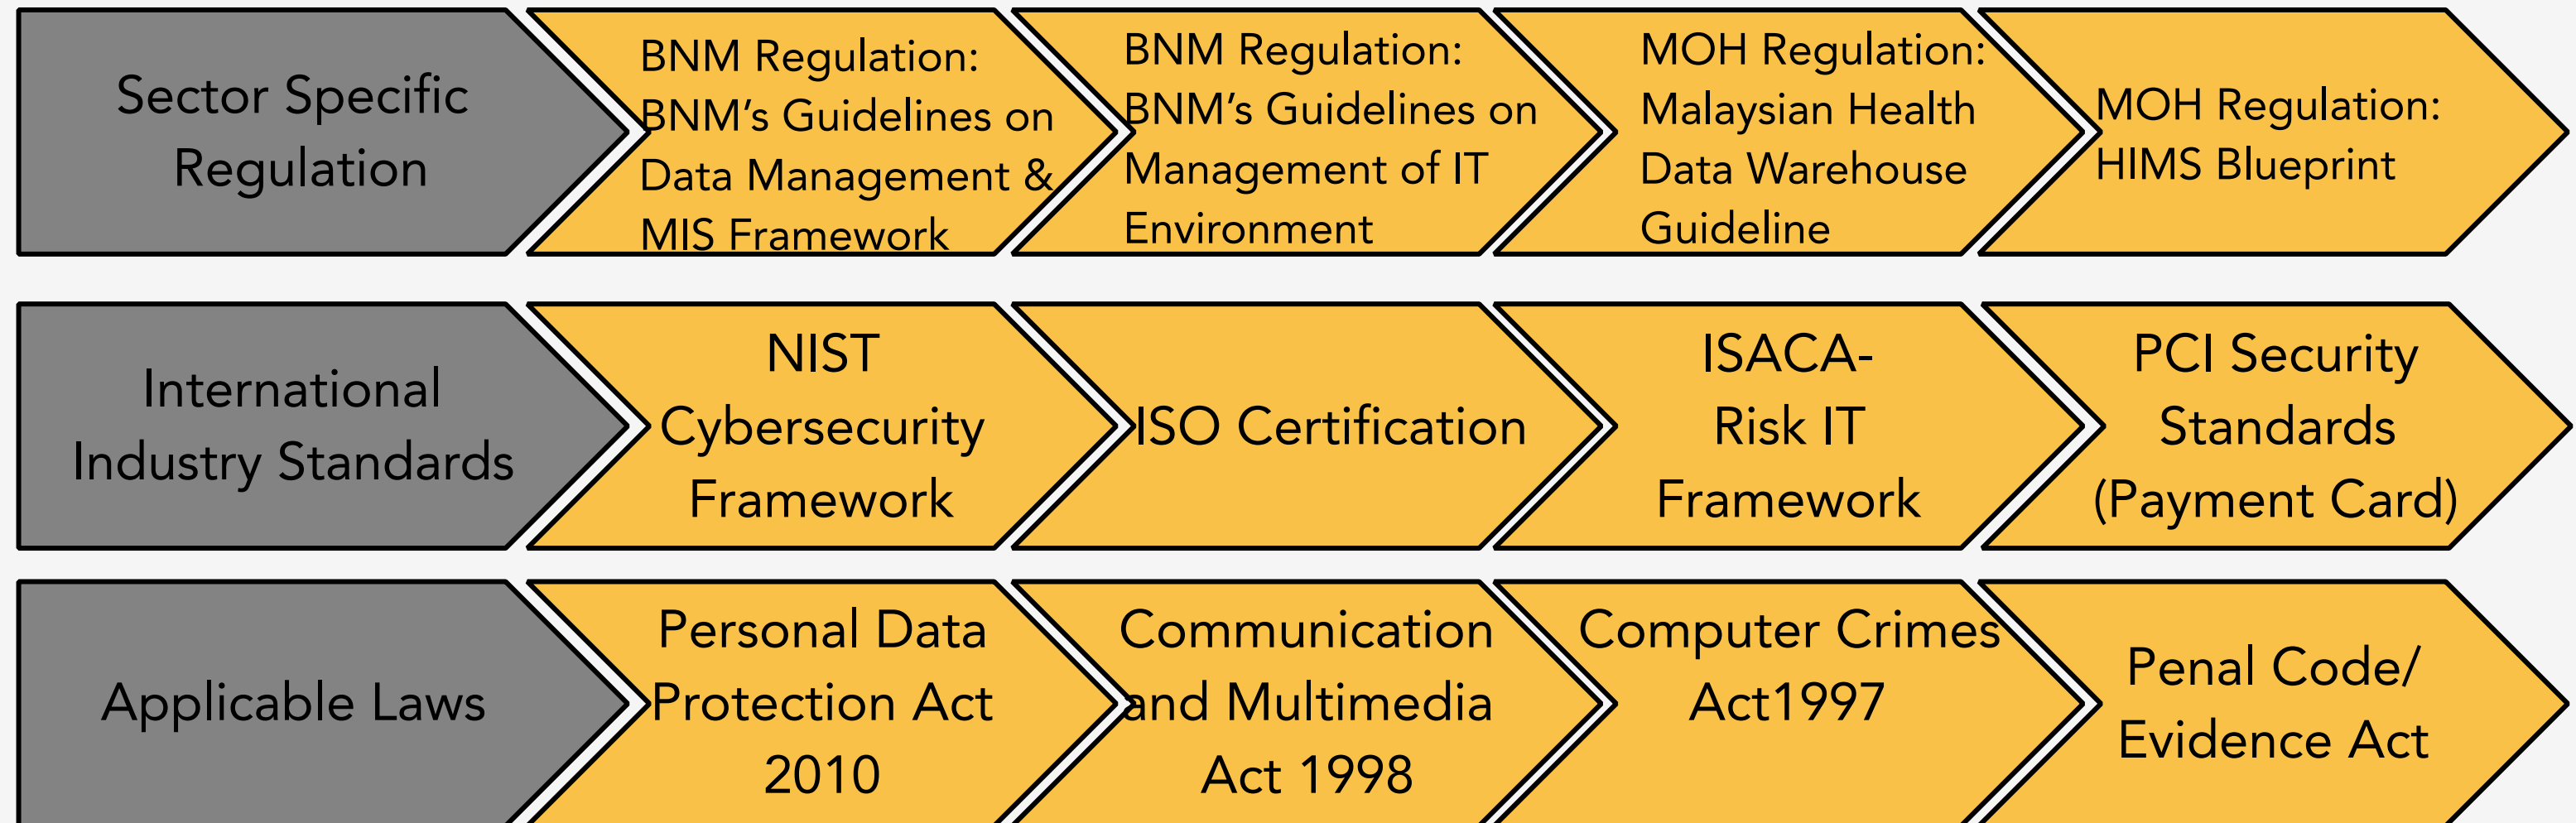 Sector Specific
Regulation
BNM Regulation:
BNM’s Guidelines on
Data Management &
MIS Framework
BNM Regulation:
BNM’s Guidelines on
Management of IT
Environment
MOH Regulation:
Malaysian Health
Data Warehouse
Guideline
MOH Regulation:
HIMS Blueprint
International
Industry Standards
NIST
Cybersecurity
Framework
ISO Certification
ISACA-
Risk IT
Framework
PCI Security
Standards
(Payment Card)
Applicable Laws
Personal Data
Protection Act
2010
Communication
and Multimedia
Act 1998
Computer Crimes
Act1997
Penal Code/
Evidence Act